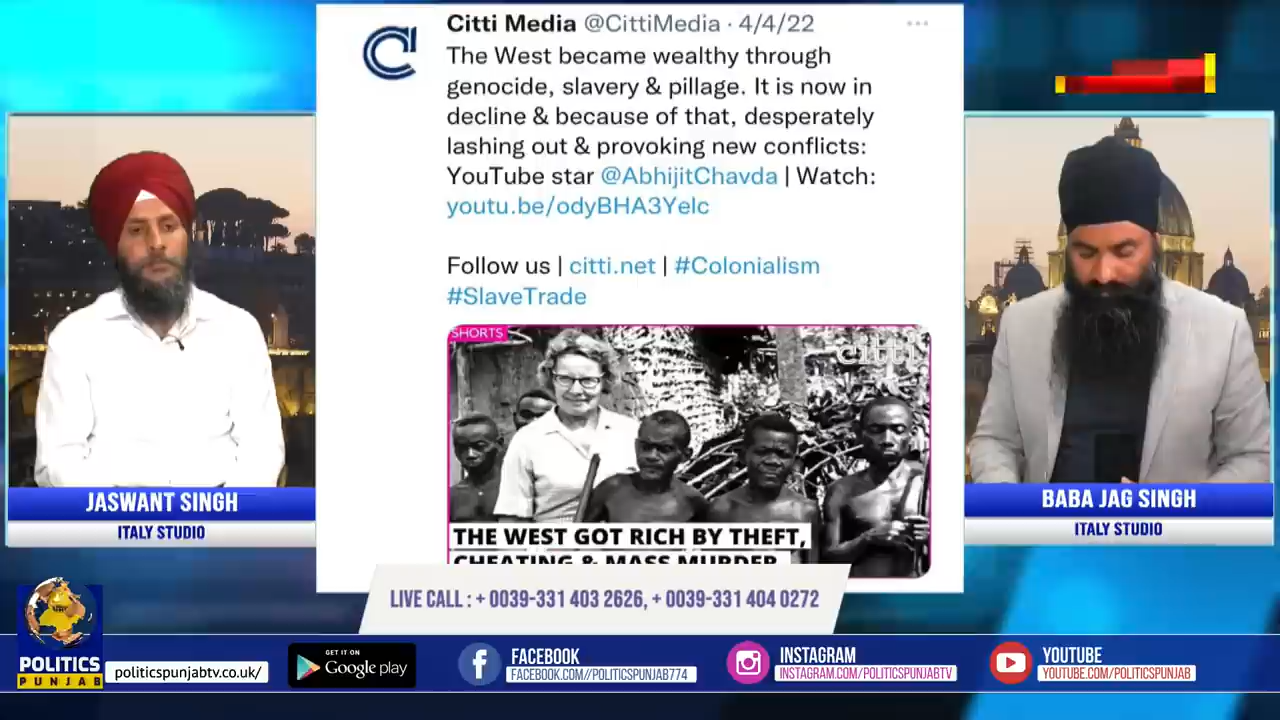 Citti Media @CittiMedia · 4/4/22
The West became wealthy through
genocide, slavery & pillage. It is now in
decline & because of that, desperately
lashing out & provoking new conflicts:
YouTube star @AbhijitChavda | Watch:
youtu.be/odyBHA3Yelc
Follow us | citti.net | #Colonialism
#SlaveTrade
SHORTS
citti
THE WEST GOT RICH BY THEFT,
CHEATING & MASS MURDER
JASWANT SINGH
ITALY STUDIO
BABA JAG SINGH
ITALY STUDIO
LIVE CALL : + 0039-331 403 2626, + 0039-331 404 0272
POLITICS
PUNJAB
politicspunjabtv.co.uk/
GET IT ON
Google play
FACEBOOK
FACEBOOK.COM//POLITICSPUNJAB774
INSTAGRAM
INSTAGRAM.COM/POLITICSPUNJABTV
YOUTUBE
YOUTUBE.COM/POLITICSPUNJAB